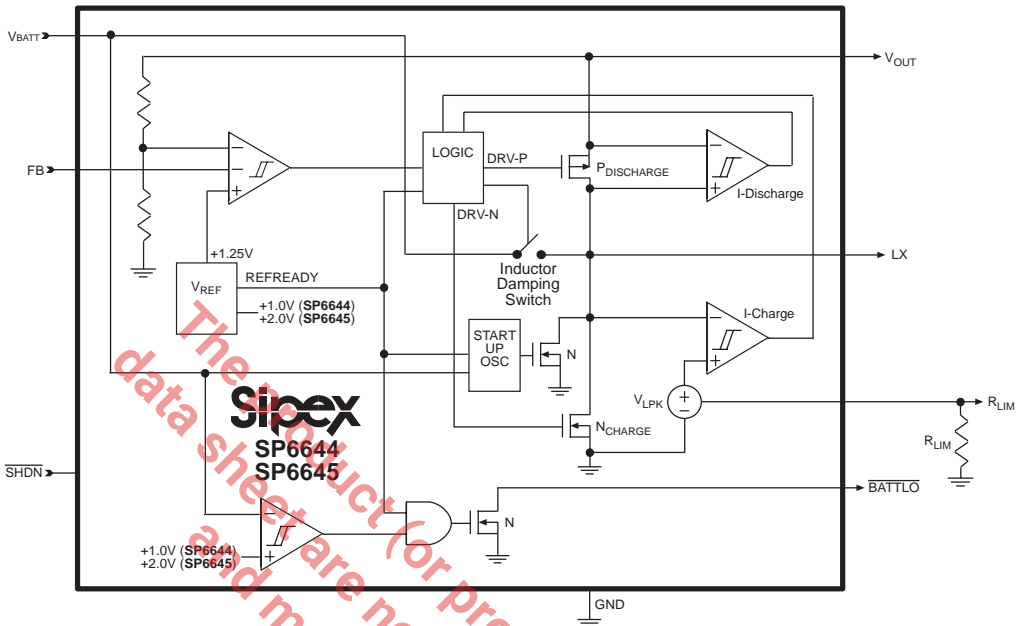 VBATT
VOUT
LOGIC
DRV-P
PDISCHARGE
I-Discharge
FB
DRV-N
+1.25V
LX
Inductor
Damping
Switch
VREF
REFREADY
+1.0V (SP6644)
+2.0V (SP6645)
I-Charge
START
UP
OSC
N
VLPK
RLIM
NCHARGE
RLIM
Sipex
SP6644
SP6645
SHDN
BATTLO
N
+1.0V (SP6644)
+2.0V (SP6645)
GND
The product (or pro
data sheet are no
and m